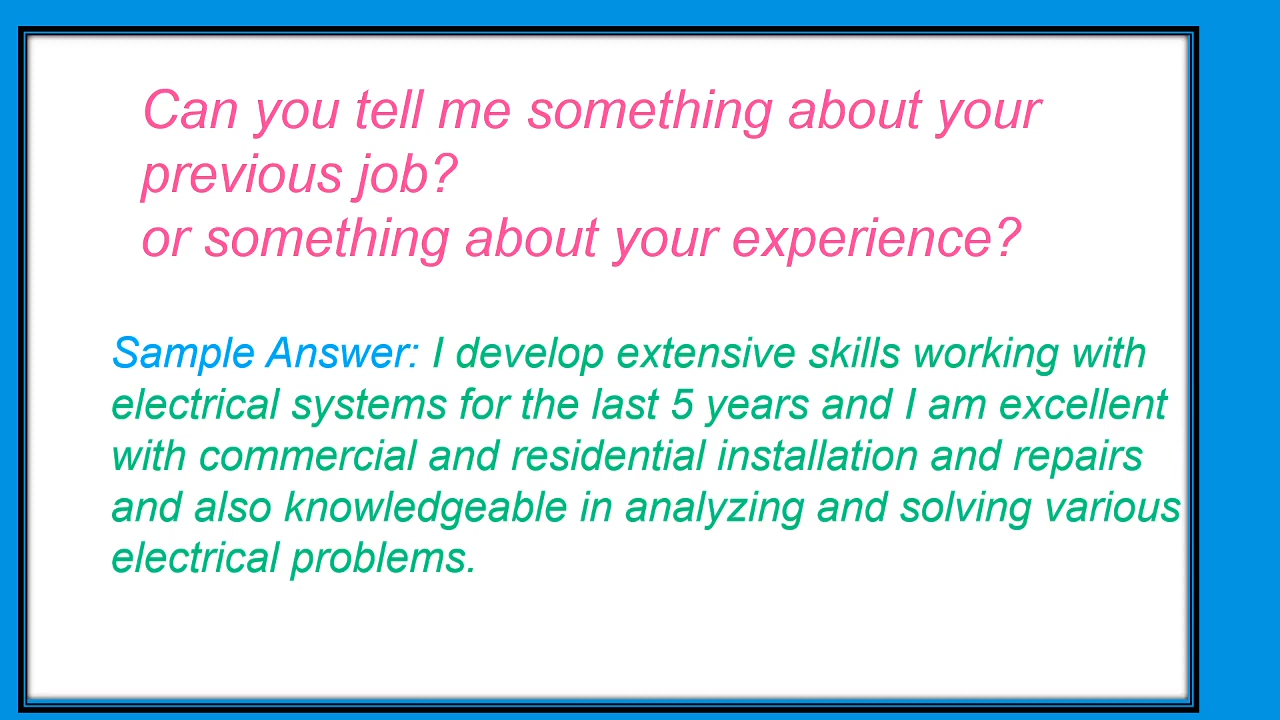 Can you tell me something about your
previous job?
or something about your experience?
Sample Answer: I develop extensive skills working with
electrical systems for the last 5 years and I am excellent
with commercial and residential installation and repairs
and also knowledgeable in analyzing and solving various
electrical problems.